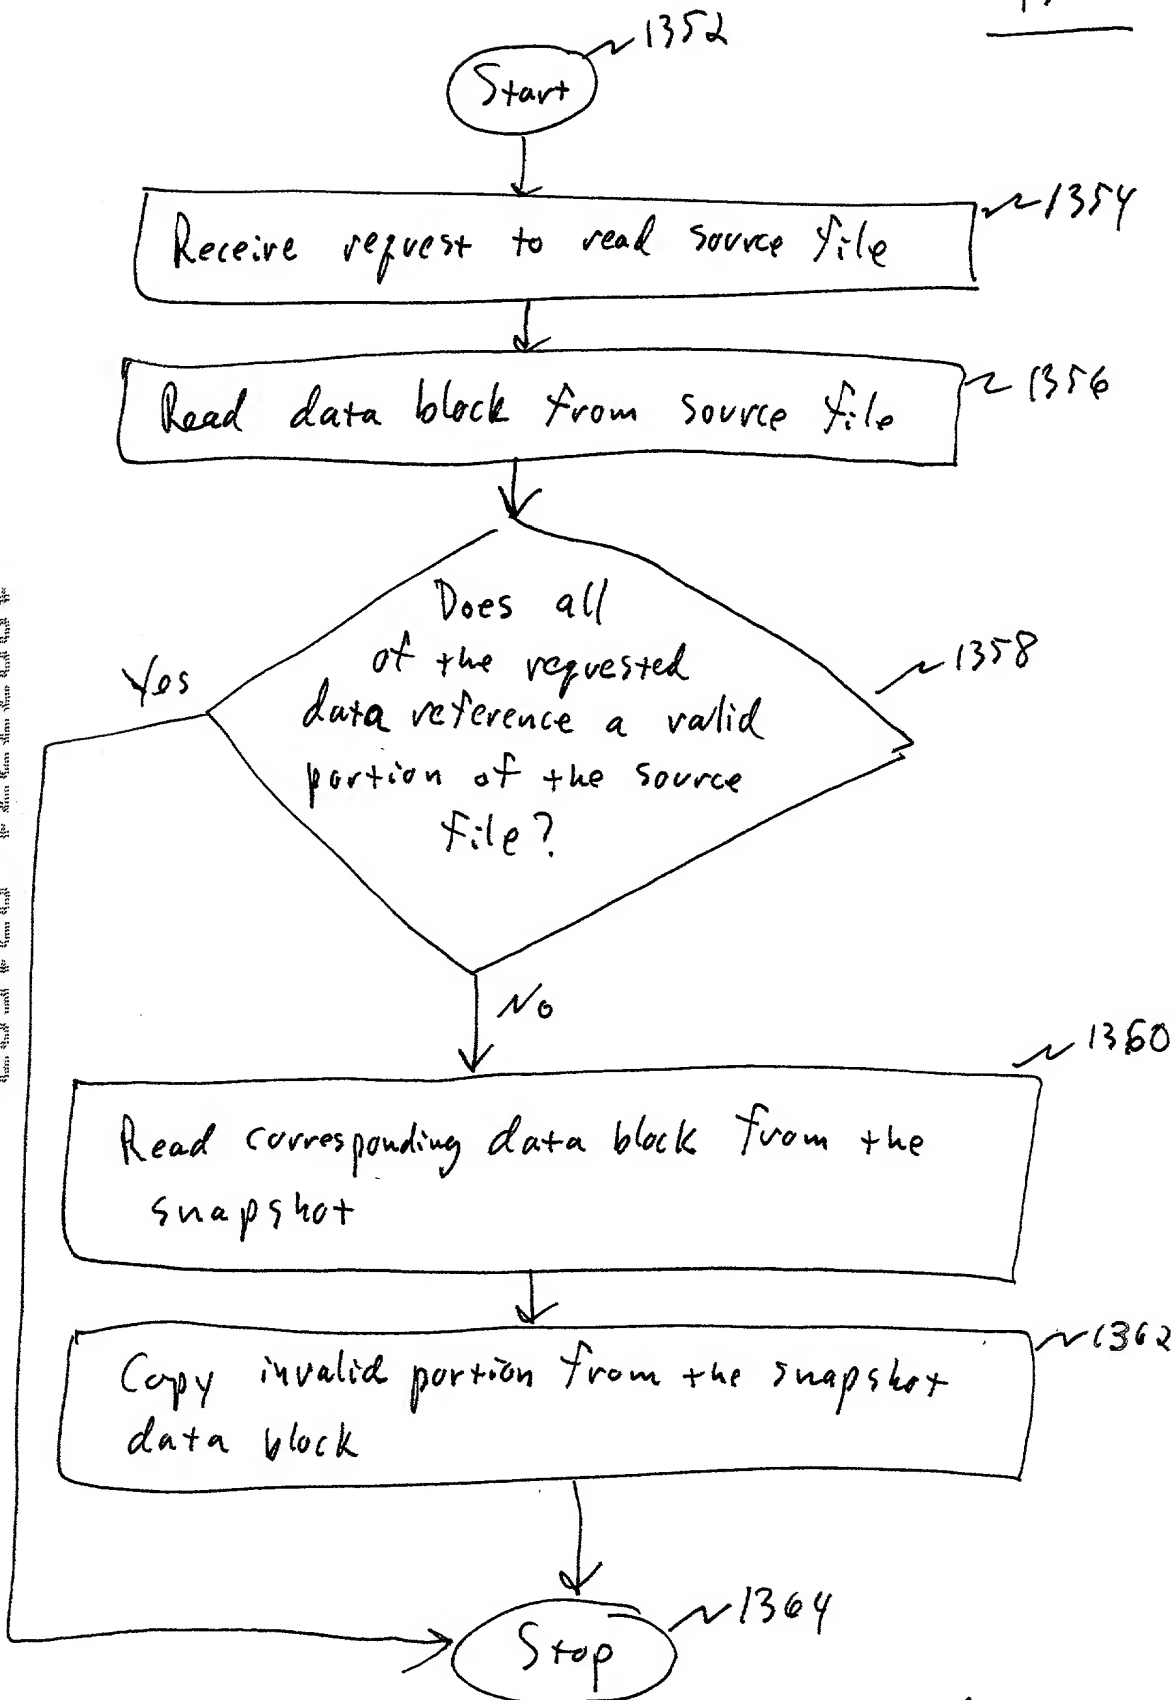 1352
Start
1354
Receive request to read source file
1356
Read data block from source file
Does all
of the requested
data reference a valid
portion of the source
file?
1358
Yes
No
1360
Read corresponding data block from the
snapshot
1362
Copy invalid portion from the snapshot
data block
1364
Stop